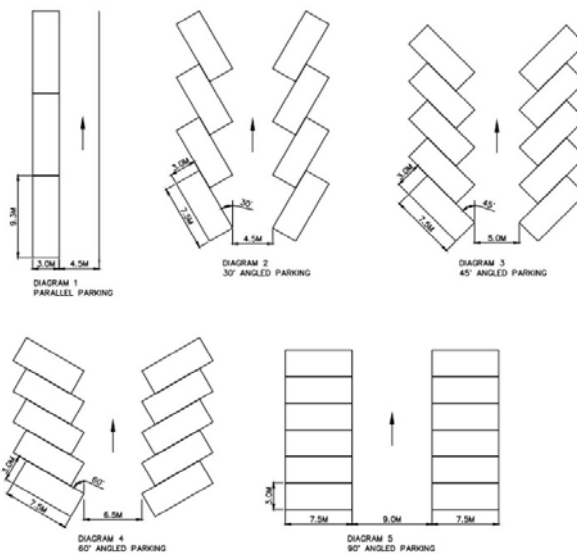 9.3M
3.0M
4.5M
DIAGRAM 1
PARALLEL PARKING
3.0M
7.5M
30°
4.5M
DIAGRAM 2
30° ANGLED PARKING
3.0M
7.5M
45°
5.0M
DIAGRAM 3
45° ANGLED PARKING
3.0M
7.5M
60°
6.5M
DIAGRAM 4
60° ANGLED PARKING
3.0M
7.5M
9.0M
7.5M
DIAGRAM 5
90° ANGLED PARKING